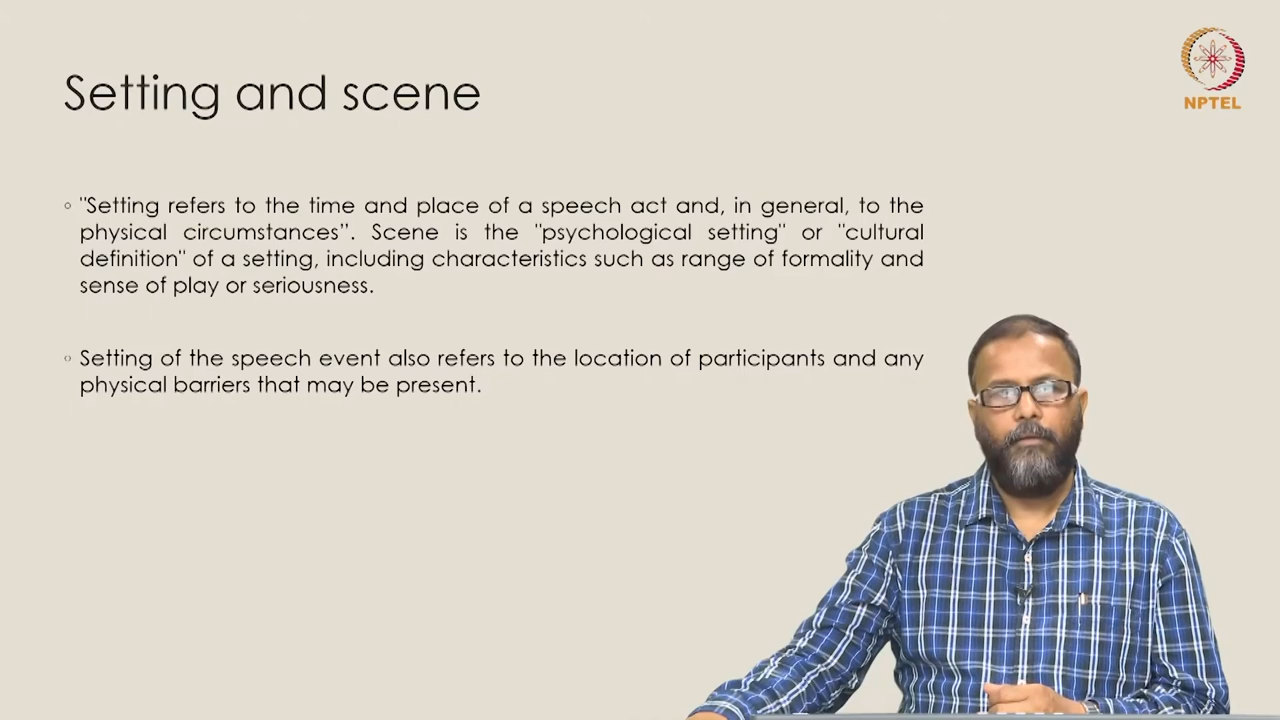 Setting and scene
NPTEL
"Setting refers to the time and place of a speech act and, in general, to the
physical circumstances”. Scene is the "psychological setting" or "cultural
definition" of a setting, including characteristics such as range of formality and
sense of play or seriousness.
Setting of the speech event also refers to the location of participants and any
physical barriers that may be present.